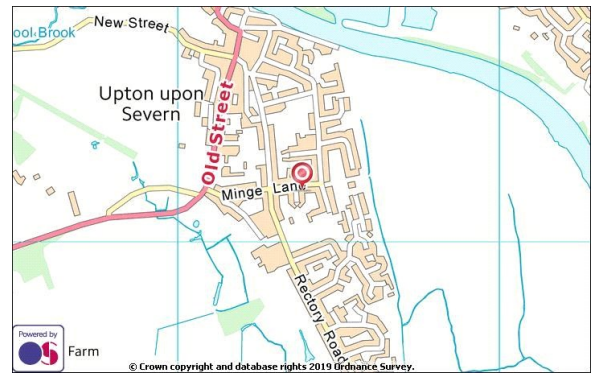 New Street
ool Brook
Upton upon
Severn
Old Street
Minge Lane
Rectory Road
Powered by
OS
Farm
© Crown copyright and database rights 2019 Ordnance Survey.